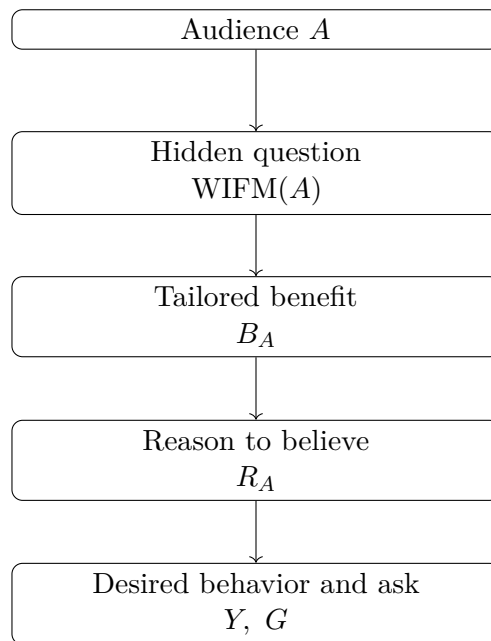 Audience A
Hidden question
WIFM(A)
Tailored benefit
B_A
Reason to believe
R_A
Desired behavior and ask
Y, G